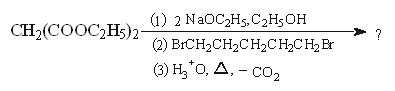 (1) 2 NaOC2H5, C2H5OH
CH2(COOC2H5)2 ?
(2) BrCH2CH2CH2CH2CH2Br
(3) H3+O, Δ, – CO2